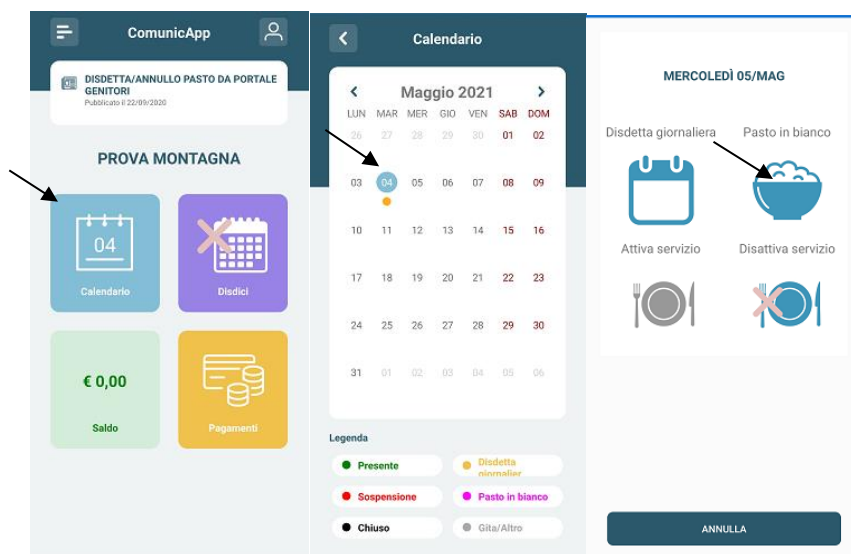 ComunicApp
DISDETTA/ANNULLO PASTO DA PORTALE
GENITORI
Pubblicato il 22/09/2020
PROVA MONTAGNA
04
Calendario
Disdici
€ 0,00
Saldo
Pagamenti
Calendario
Maggio 2021
LUN MAR MER GIO VEN SAB DOM
26 27 28 29 30 01 02
03 04 05 06 07 08 09
10 11 12 13 14 15 16
17 18 19 20 21 22 23
24 25 26 27 28 29 30
31 01 02 03 04 05 06
Legenda
Presente
Disdetta
giornalier
Sospensione
Pasto in bianco
Chiuso
Gita/Altro
MERCOLEDÌ 05/MAG
Disdetta giornaliera Pasto in bianco
Attiva servizio Disattiva servizio
ANNULLA